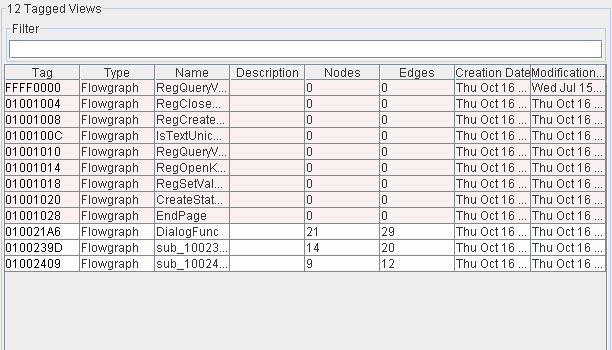 12 Tagged Views
Filter
Tag Type Name Description Nodes Edges Creation Date Modification...
FFFF0000 Flowgraph RegQueryV... 0 0 Thu Oct 16 ... Wed Jul 15...
01001004 Flowgraph RegClose... 0 0 Thu Oct 16 ... Thu Oct 16 ...
01001008 Flowgraph RegCreate... 0 0 Thu Oct 16 ... Thu Oct 16 ...
0100100C Flowgraph IsTextUnic... 0 0 Thu Oct 16 ... Thu Oct 16 ...
01001010 Flowgraph RegQueryV... 0 0 Thu Oct 16 ... Thu Oct 16 ...
01001014 Flowgraph RegOpenK... 0 0 Thu Oct 16 ... Thu Oct 16 ...
01001018 Flowgraph RegSetVal... 0 0 Thu Oct 16 ... Thu Oct 16 ...
01001020 Flowgraph CreateStat... 0 0 Thu Oct 16 ... Thu Oct 16 ...
01001028 Flowgraph EndPage 0 0 Thu Oct 16 ... Thu Oct 16 ...
010021A6 Flowgraph DialogFunc 21 29 Thu Oct 16 ... Thu Oct 16 ...
0100239D Flowgraph sub_10023... 14 20 Thu Oct 16 ... Thu Oct 16 ...
01002409 Flowgraph sub_10024... 9 12 Thu Oct 16 ... Thu Oct 16 ...